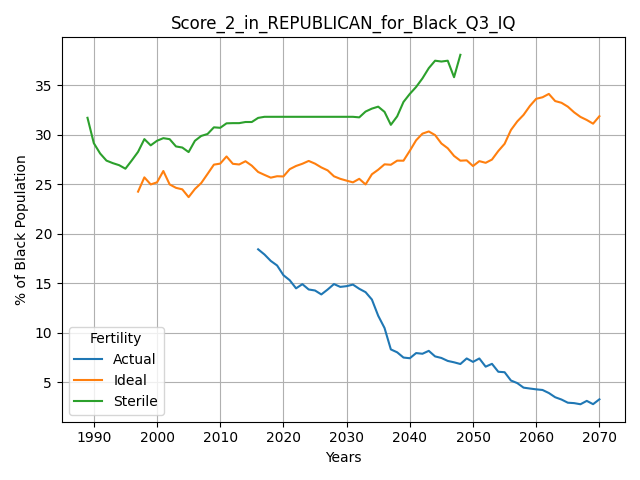 Score_2_in_REPUBLICAN_for_Black_Q3_IQ
% of Black Population
35
30
25
20
15
10
5
Fertility
Actual
Ideal
Sterile
1990 2000 2010 2020 2030 2040 2050 2060 2070
Years